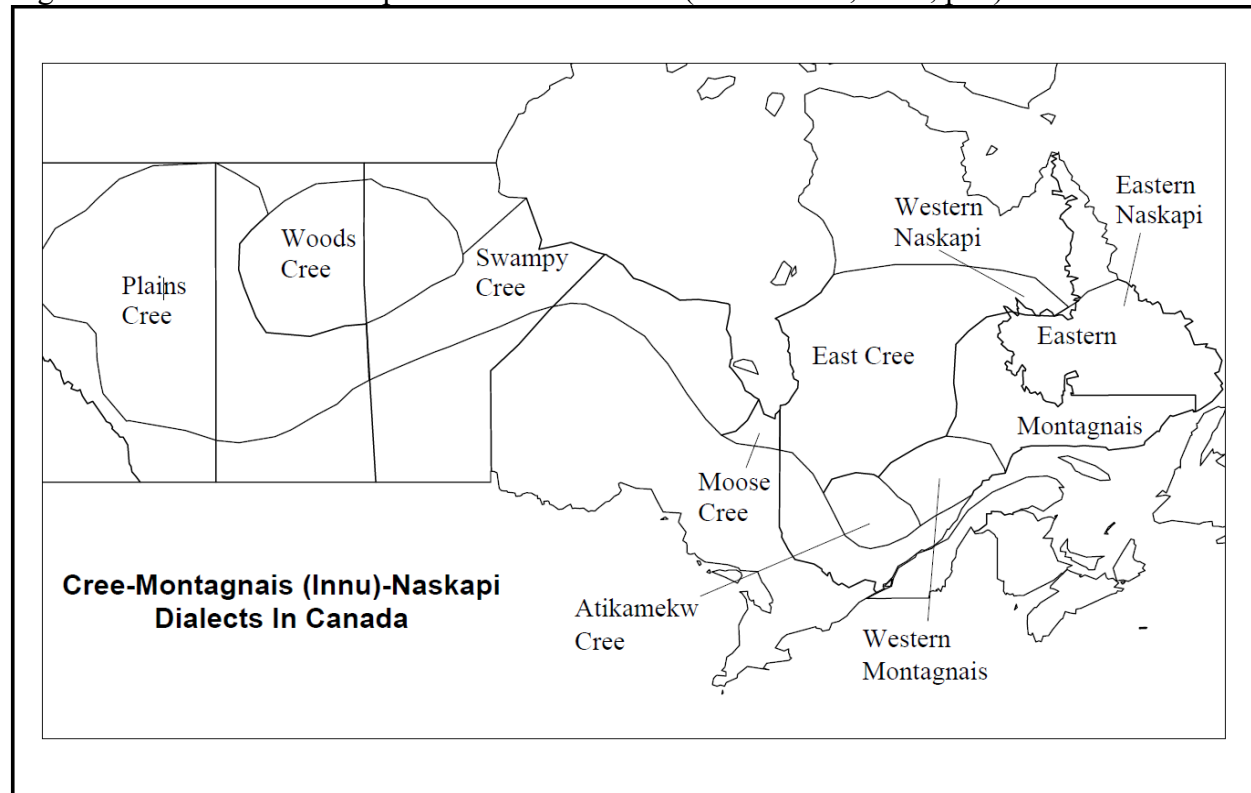 Eastern
Naskapi
Western
Naskapi
Woods
Cree
Swampy
Cree
Plains
Cree
Eastern
East Cree
Montagnais
Moose
Cree
Cree-Montagnais (Innu)-Naskapi
Dialects In Canada
Atikamekw
Cree
Western
Montagnais